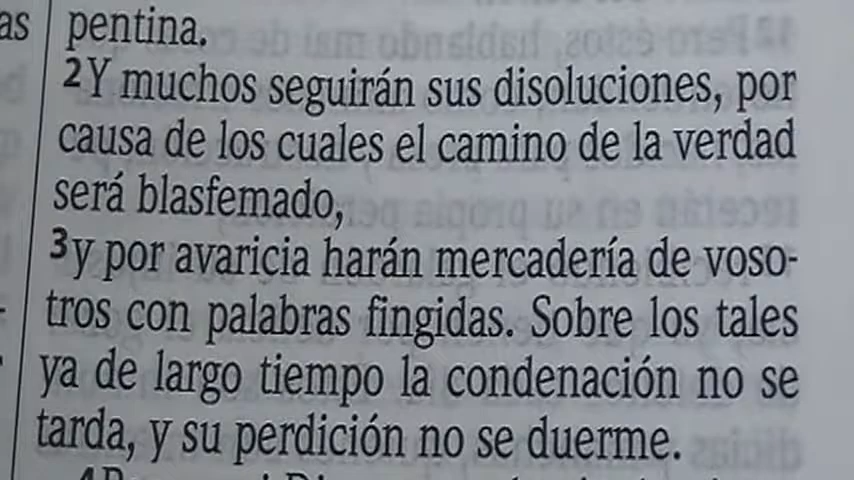 as
pentina.
2Y muchos seguirán sus disoluciones, por
causa de los cuales el camino de la verdad
será blasfemado,
3y por avaricia harán mercadería de voso-
tros con palabras fingidas. Sobre los tales
ya de largo tiempo la condenación no se
tarda, y su perdición no se duerme.